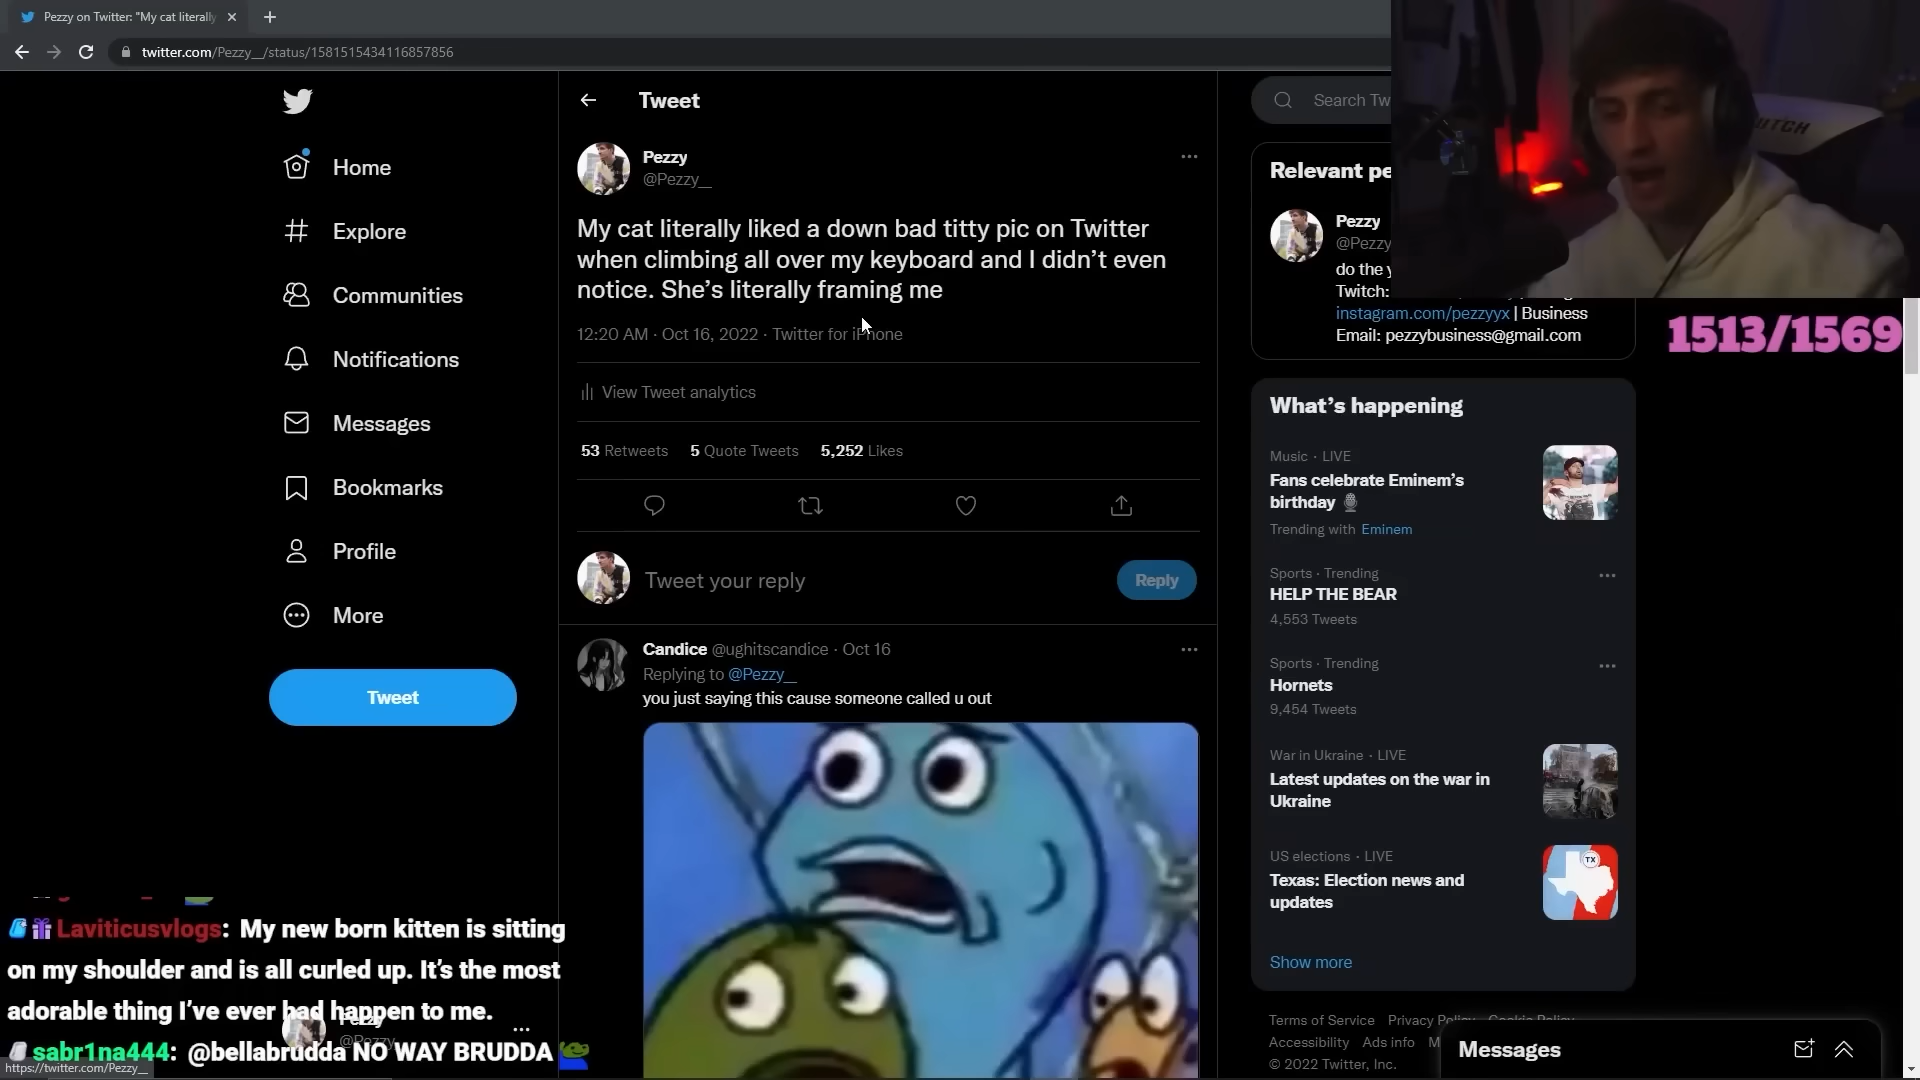 Pezzy on Twitter: "My cat literally
twitter.com/Pezzy__/status/1581515434116857856
Home
Explore
Communities
Notifications
Messages
Bookmarks
Profile
More
Tweet
Tweet
Pezzy
@Pezzy__
My cat literally liked a down bad titty pic on Twitter
when climbing all over my keyboard and I didn’t even
notice. She’s literally framing me
12:20 AM · Oct 16, 2022 · Twitter for iPhone
View Tweet analytics
53 Retweets 5 Quote Tweets 5,252 Likes
Tweet your reply
Reply
Candice @ughitscandice · Oct 16
Replying to @Pezzy__
you just saying this cause someone called u out
Search Tw
Relevant pe
Pezzy
@Pezzy
do the y
Twitch:
instagram.com/pezzyyx | Business
Email: pezzybusiness@gmail.com
1513/1569
What’s happening
Music · LIVE
Fans celebrate Eminem’s
birthday
Trending with Eminem
Sports · Trending
HELP THE BEAR
4,553 Tweets
Sports · Trending
Hornets
9,454 Tweets
War in Ukraine · LIVE
Latest updates on the war in
Ukraine
US elections · LIVE
Texas: Election news and
updates
TX
Show more
Terms of Service Privacy Policy Cookie Policy
Accessibility Ads info M
© 2022 Twitter, Inc.
Messages
Laviticusvlogs: My new born kitten is sitting
on my shoulder and is all curled up. It’s the most
adorable thing I’ve ever had happen to me.
Pezzy
@Pezzy
sabr1na444: @bellabrudda NO WAY BRUDDA
https://twitter.com/Pezzy__